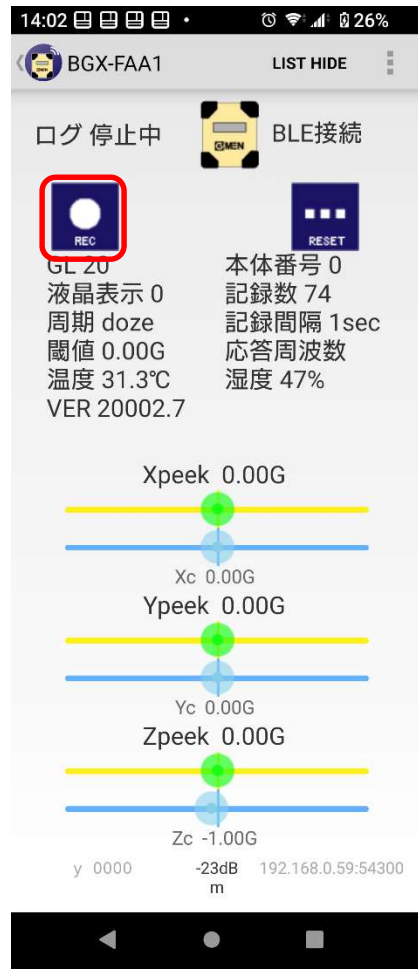 14:02 26%
BGX-FAA1 LIST HIDE
ログ 停止中 GMEN BLE接続
REC RESET
GL 20 本体番号 0
液晶表示 0 記録数 74
周期 doze 記録間隔 1sec
閾値 0.00G 応答周波数
温度 31.3℃ 湿度 47%
VER 20002.7
Xpeek 0.00G
Xc 0.00G
Ypeek 0.00G
Yc 0.00G
Zpeek 0.00G
Zc -1.00G
y 0000 -23dB 192.168.0.59:54300
m